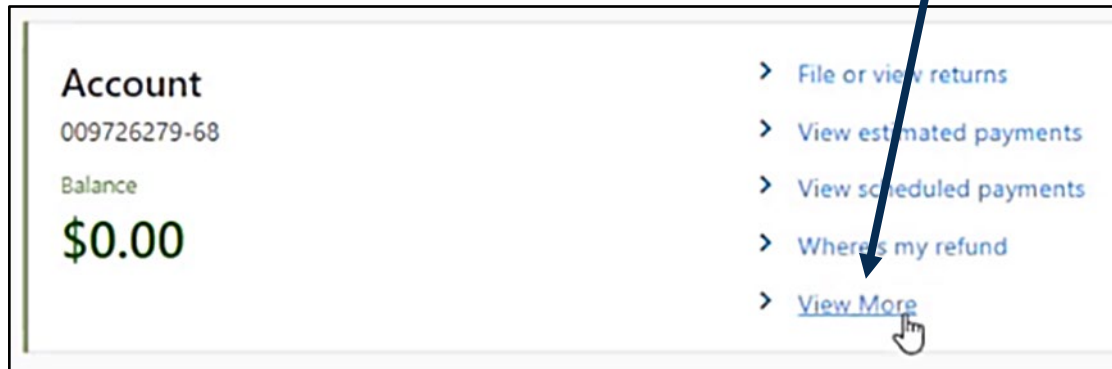 Account
009726279-68
Balance
$0.00
File or view returns
View estimated payments
View scheduled payments
Where's my refund
View More